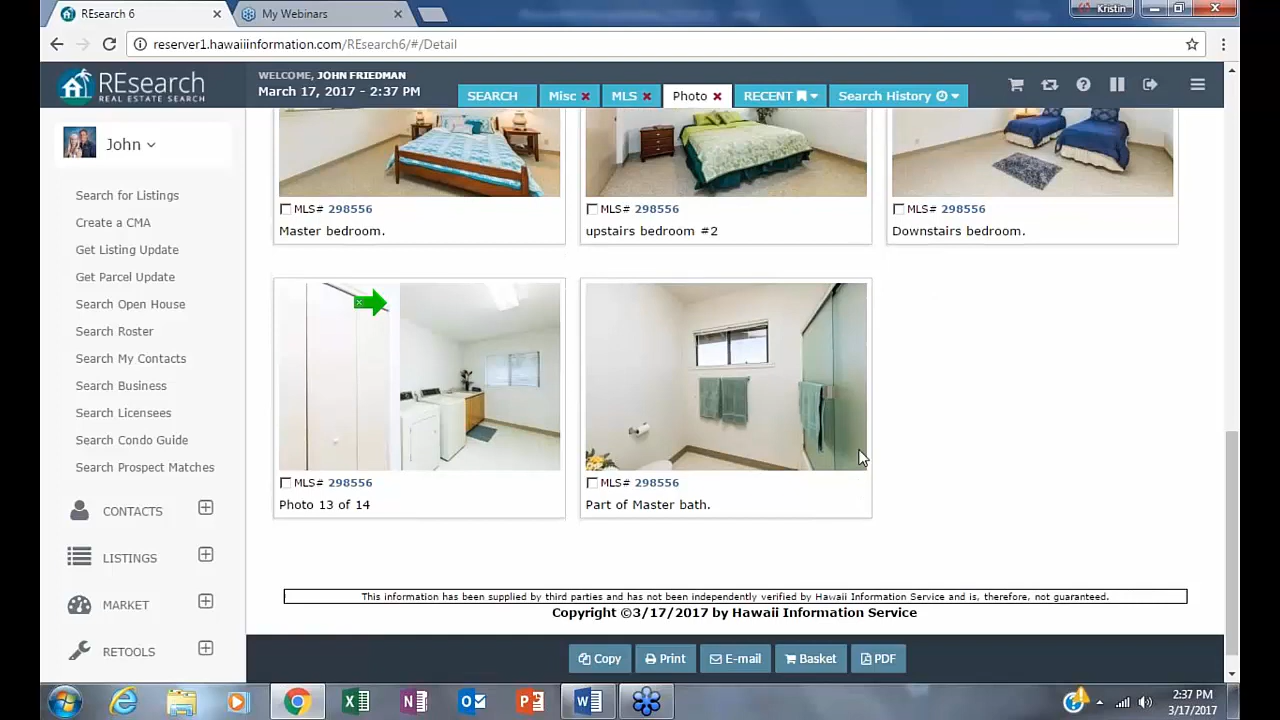 REsearch 6
My Webinars
Kristin
reserver1.hawaiiinformation.com/REsearch6/#/Detail
REsearch
REAL ESTATE SEARCH
WELCOME, JOHN FRIEDMAN
March 17, 2017 - 2:37 PM
SEARCH
Misc
MLS
Photo
RECENT
Search History
John
Search for Listings
Create a CMA
Get Listing Update
Get Parcel Update
Search Open House
Search Roster
Search My Contacts
Search Business
Search Licensees
Search Condo Guide
Search Prospect Matches
CONTACTS
LISTINGS
MARKET
RETOOLS
MLS# 298556
Master bedroom.
MLS# 298556
upstairs bedroom #2
MLS# 298556
Downstairs bedroom.
MLS# 298556
Photo 13 of 14
MLS# 298556
Part of Master bath.
This information has been supplied by third parties and has not been independently verified by Hawaii Information Service and is, therefore, not guaranteed.
Copyright ©3/17/2017 by Hawaii Information Service
Copy
Print
E-mail
Basket
PDF
2:37 PM
3/17/2017